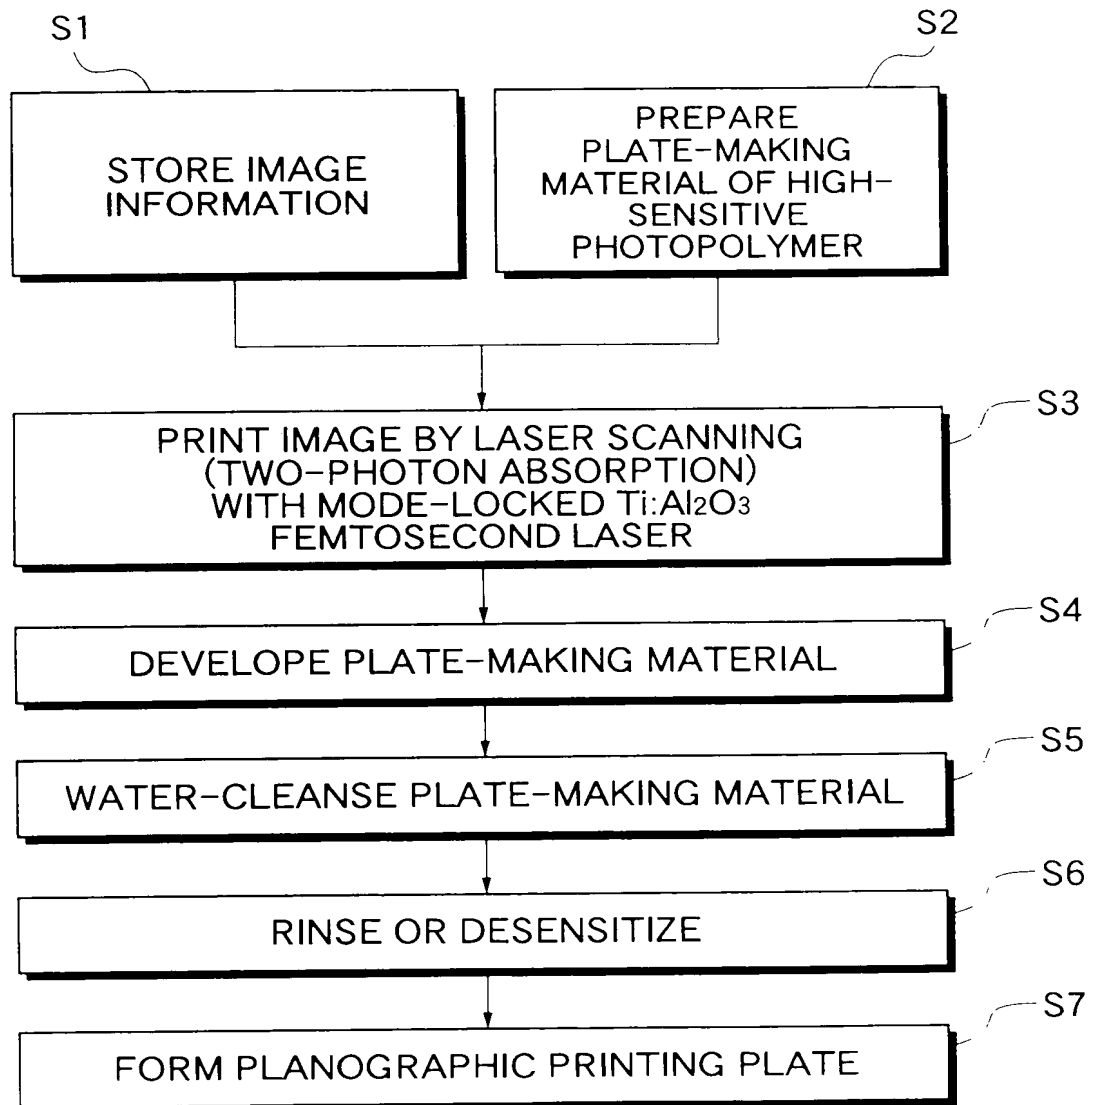 S1
S2
STORE IMAGE
INFORMATION
PREPARE
PLATE-MAKING
MATERIAL OF HIGH-
SENSITIVE
PHOTOPOLYMER
S3
PRINT IMAGE BY LASER SCANNING
(TWO-PHOTON ABSORPTION)
WITH MODE-LOCKED Ti:Al₂O₃
FEMTOSECOND LASER
S4
DEVELOPE PLATE-MAKING MATERIAL
S5
WATER-CLEANSE PLATE-MAKING MATERIAL
S6
RINSE OR DESENSITIZE
S7
FORM PLANOGRAPHIC PRINTING PLATE